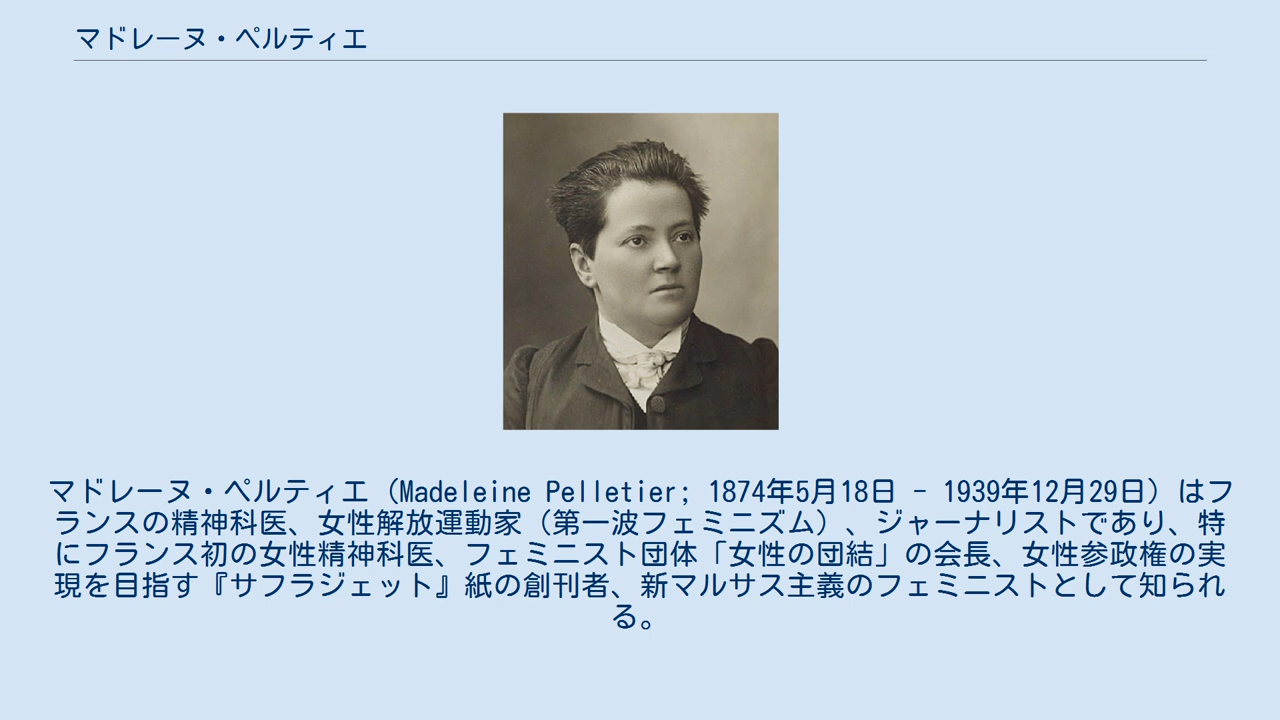 マドレーヌ・ペルティエ
マドレーヌ・ペルティエ（Madeleine Pelletier; 1874年5月18日 - 1939年12月29日）はフ
ランスの精神科医、女性解放運動家（第一波フェミニズム）、ジャーナリストであり、特
にフランス初の女性精神科医、フェミニスト団体「女性の団結」の会長、女性参政権の実
現を目指す『サフラジェット』紙の創刊者、新マルサス主義のフェミニストとして知られ
る。